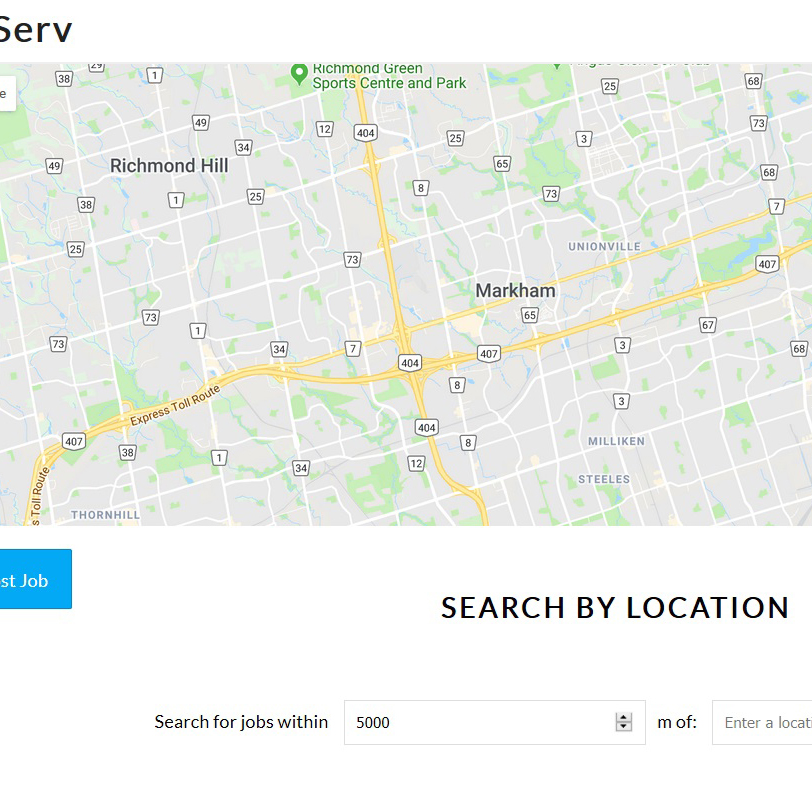 Serv
e
38
29
1
Richmond Green
Sports Centre and Park
25
68
49
12
404
25
3
73
34
49
Richmond Hill
65
68
38
1
25
8
73
7
25
UNIONVILLE
73
407
Markham
73
1
65
67
73
34
7
404
407
3
68
8
Express Toll Route
3
407
38
1
34
404
12
8
MILLIKEN
STEELES
s Toll Route
THORNHILL
st Job
SEARCH BY LOCATION
Search for jobs within 5000 m of: Enter a locati